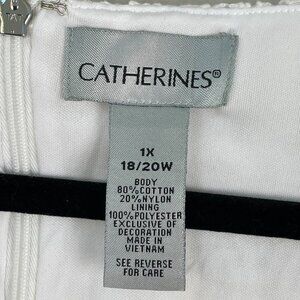 CATHERINES®
1X
18/20W
BODY
80%COTTON
20%NYLON
LINING
100%POLYESTER
EXCLUSIVE OF
DECORATION
MADE IN
VIETNAM
SEE REVERSE
FOR CARE